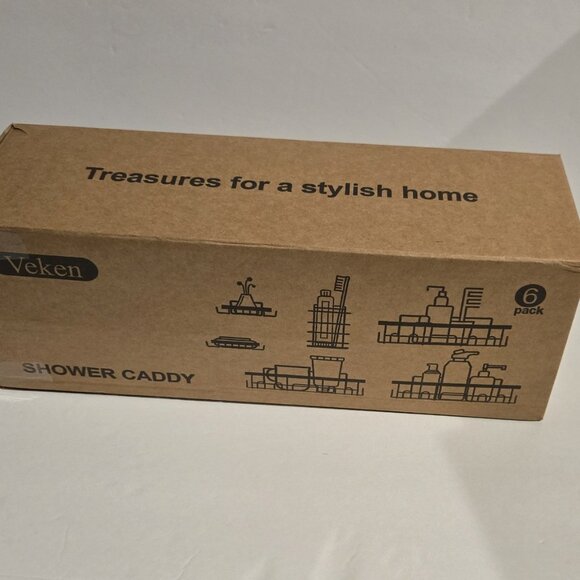 Treasures for a stylish home
Veken
6
pack
SHOWER CADDY